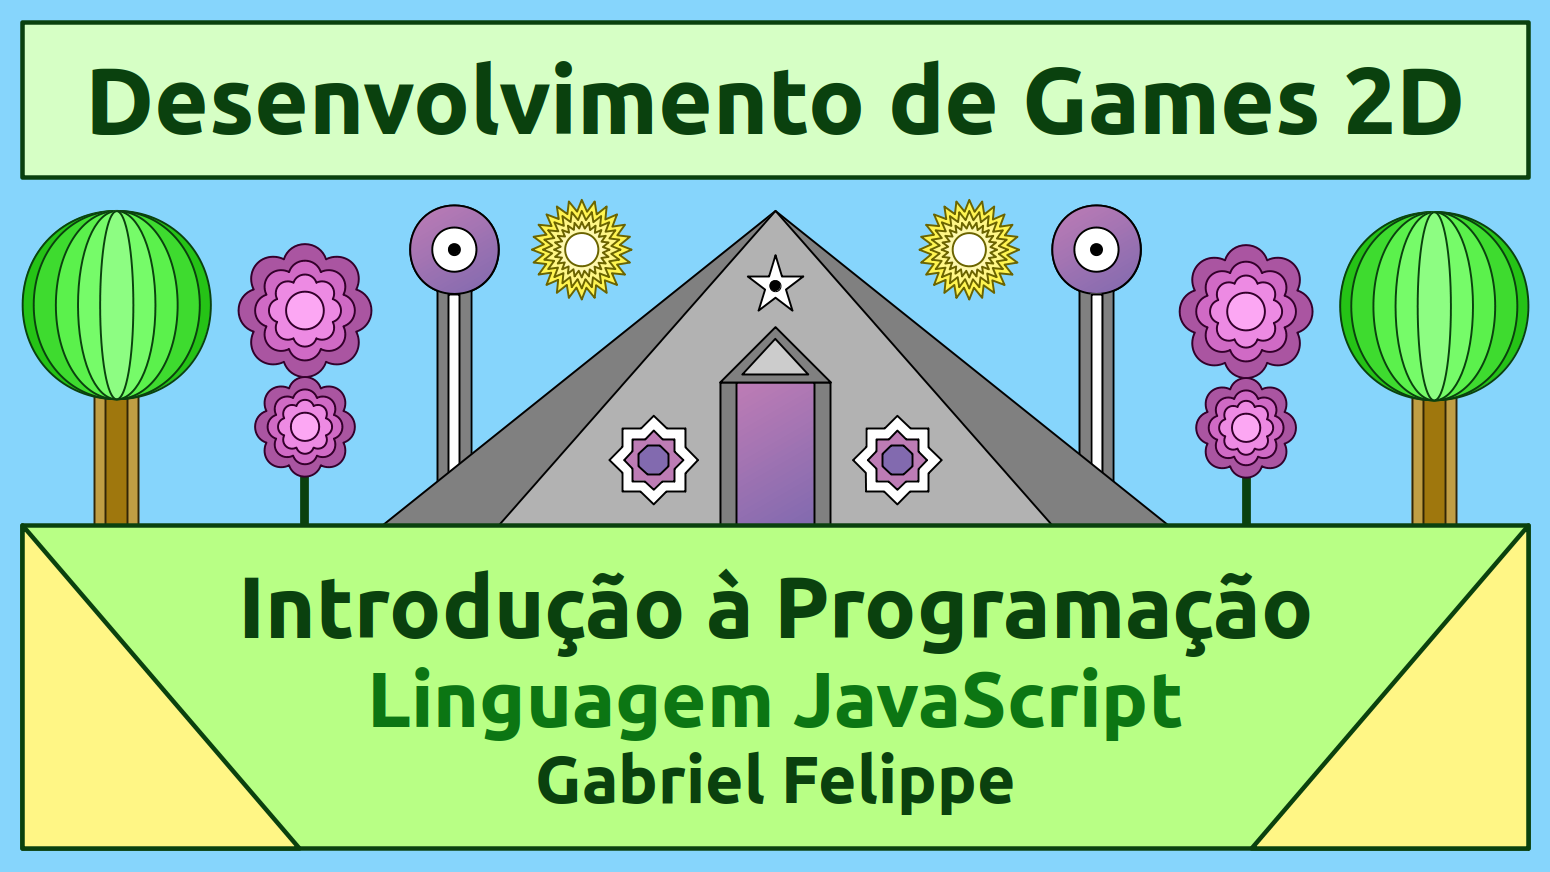 Desenvolvimento de Games 2D
Introdução à Programação
Linguagem JavaScript
Gabriel Felippe